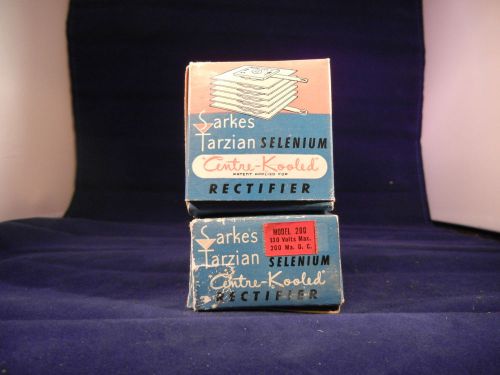 Sarkes
Tarzian SELENIUM
"Centre-Kooled"
PATENT APPLIED FOR
RECTIFIER
Sarkes
Tarzian SELENIUM
MODEL 200
130 Volts Max.
200 Ma. D. C.
Centre-Kooled"
RECTIFIER